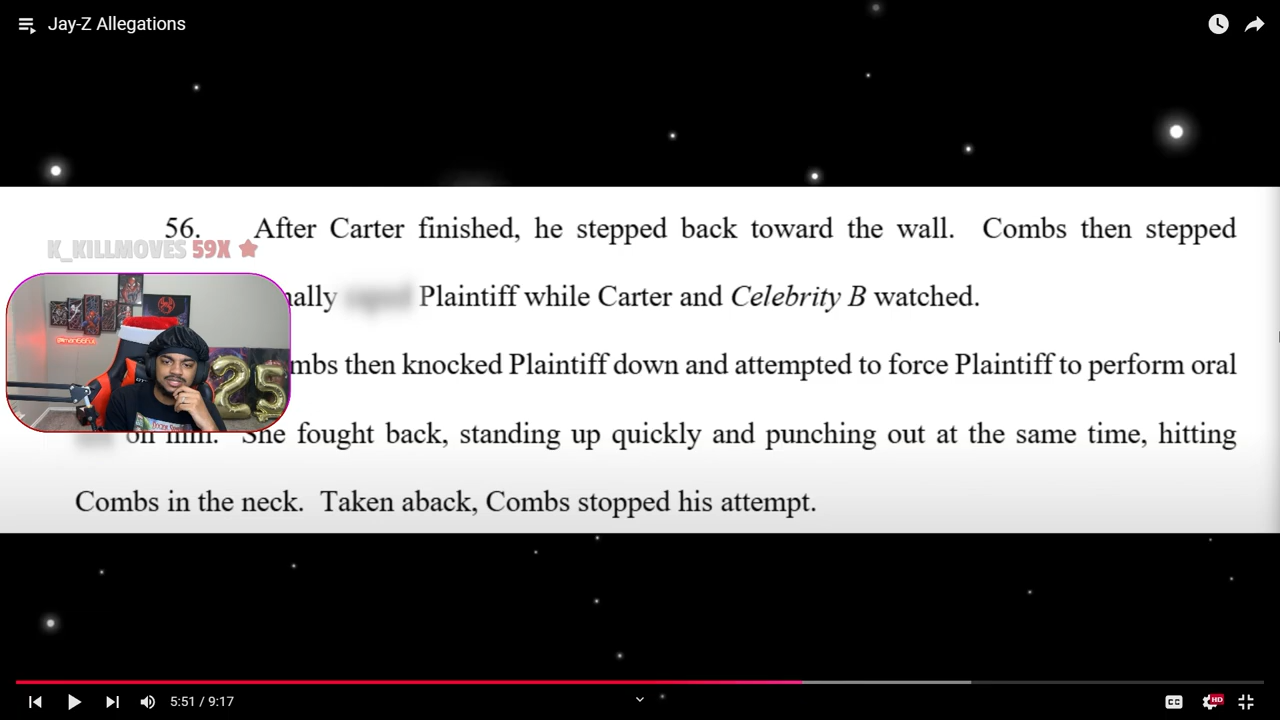 Jay-Z Allegations
56. After Carter finished, he stepped back toward the wall. Combs then stepped
K_KILLMOVES 59X
nally Plaintiff while Carter and Celebrity B watched.
mbs then knocked Plaintiff down and attempted to force Plaintiff to perform oral
25
on him. She fought back, standing up quickly and punching out at the same time, hitting
Combs in the neck. Taken aback, Combs stopped his attempt.
5:51 / 9:17
CC
HD